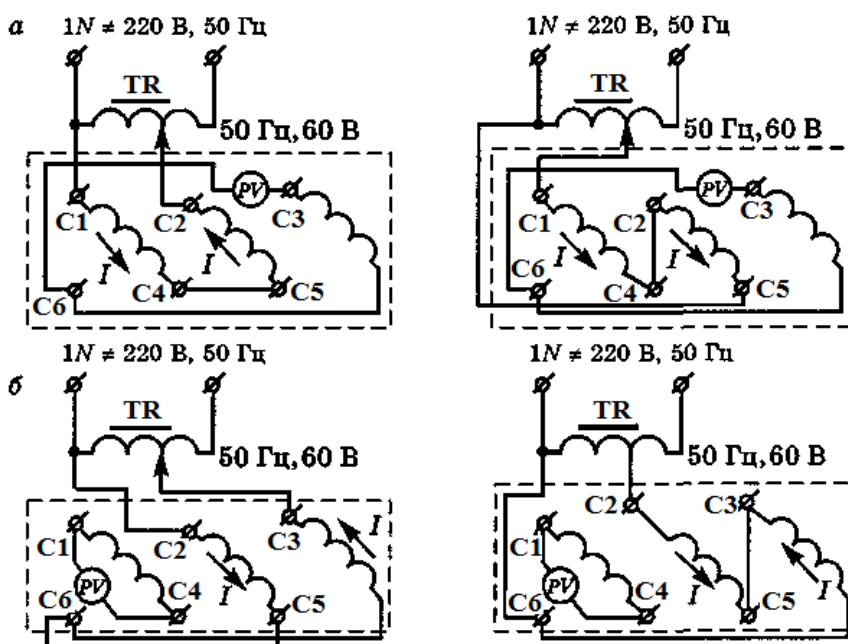 а 1N ≠ 220 В, 50 Гц 1N ≠ 220 В, 50 Гц
TR TR
50 Гц, 60 В 50 Гц, 60 В
PV C3 PV C3
C1 C2 C1 C2
I I I I
C6 C4 C5 C6 C4 C5
б 1N ≠ 220 В, 50 Гц 1N ≠ 220 В, 50 Гц
TR TR
50 Гц, 60 В 50 Гц, 60 В
C2 C3
C1 C2 C3 I C1
PV C4 I PV C4 I I
C6 C5 C6 C5